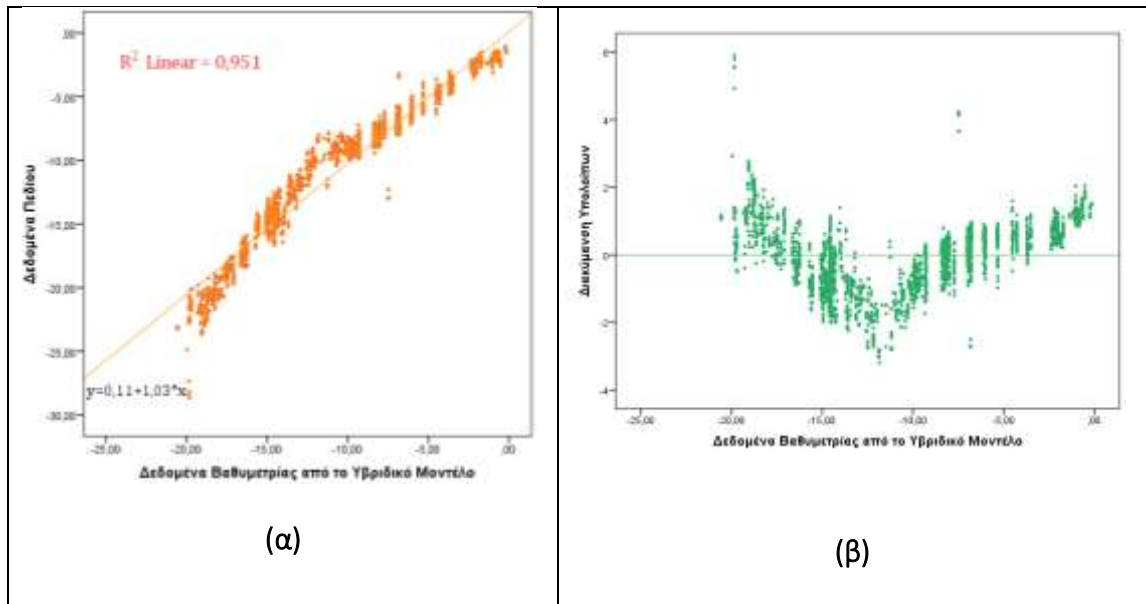 R² Linear = 0,951
,00
-5,00
-10,00
-15,00
-20,00
-25,00
-30,00
Δεδομένα Πεδίου
y=0,11+1,03*x
-25,00 -20,00 -15,00 -10,00 -5,00 ,00
Δεδομένα Βαθυμετρίας από το Υβριδικό Μοντέλο
(α)
6
4
2
0
-2
-4
Διακύμανση Υπολοίπων
-25,00 -20,00 -15,00 -10,00 -5,00 ,00
Δεδομένα Βαθυμετρίας από το Υβριδικό Μοντέλο
(β)